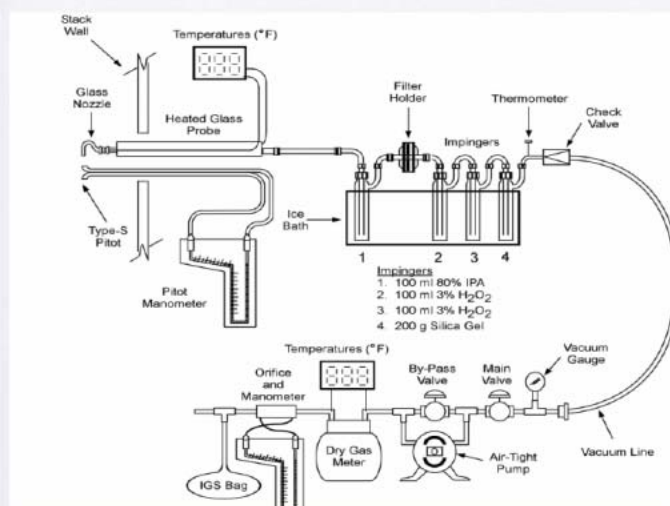 Stack
Wall
Temperatures (°F)
Glass
Nozzle
Heated Glass
Probe
Filter
Holder
Thermometer
Check
Valve
Impingers
Type-S
Pitot
Ice
Bath
1
2
3
4
Pitot
Manometer
Impingers
1. 100 ml 80% IPA
2. 100 ml 3% H₂O₂
3. 100 ml 3% H₂O₂
4. 200 g Silica Gel
Temperatures (°F)
Orifice
and
Manometer
By-Pass
Valve
Main
Valve
Vacuum
Gauge
Dry Gas
Meter
Air-Tight
Pump
Vacuum Line
IGS Bag